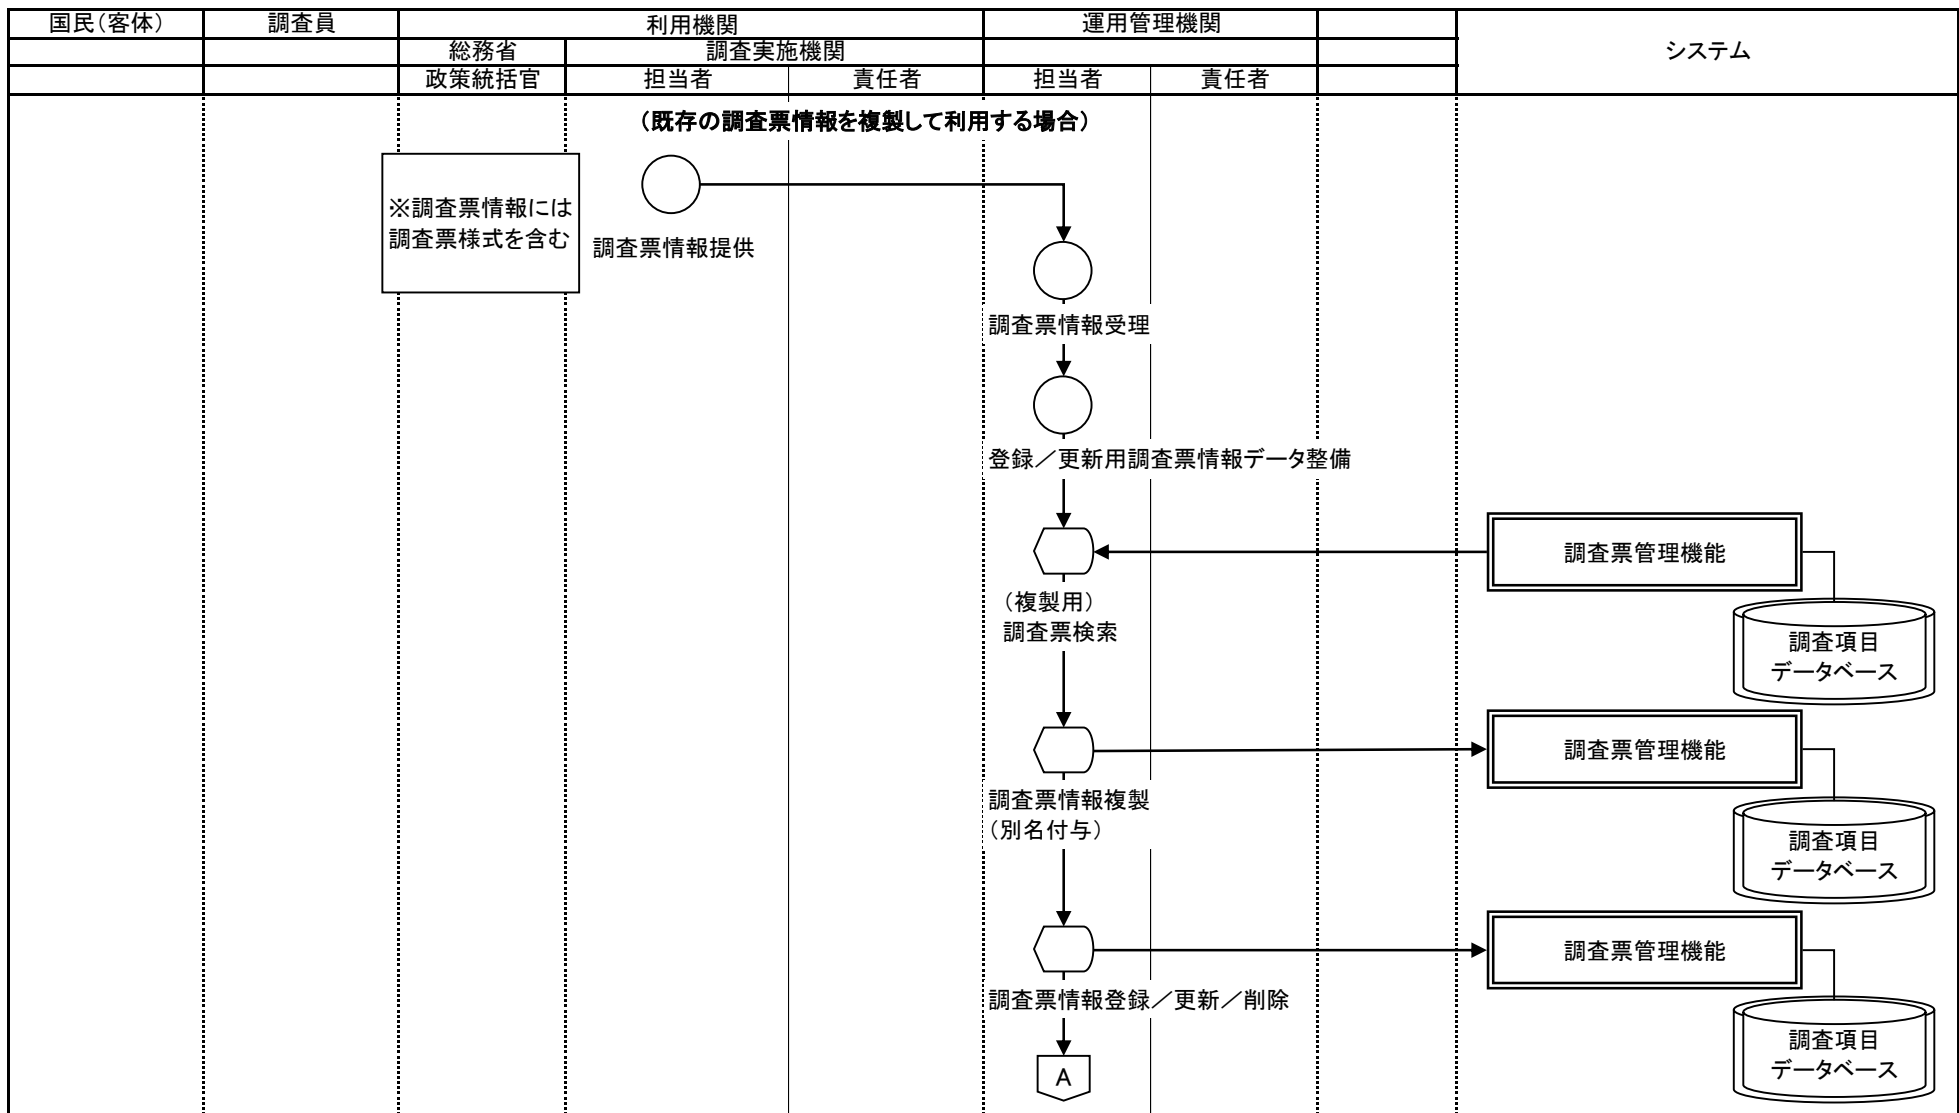 国民（客体）
調査員
利用機関
運用管理機関
システム
総務省
調査実施機関
政策統括官
担当者
責任者
担当者
責任者
（既存の調査票情報を複製して利用する場合）
※調査票情報には
調査票様式を含む
調査票情報提供
調査票情報受理
登録／更新用調査票情報データ整備
調査票管理機能
（複製用）
調査票検索
調査項目
データベース
調査票管理機能
調査票情報複製
（別名付与）
調査項目
データベース
調査票管理機能
調査票情報登録／更新／削除
調査項目
データベース
A